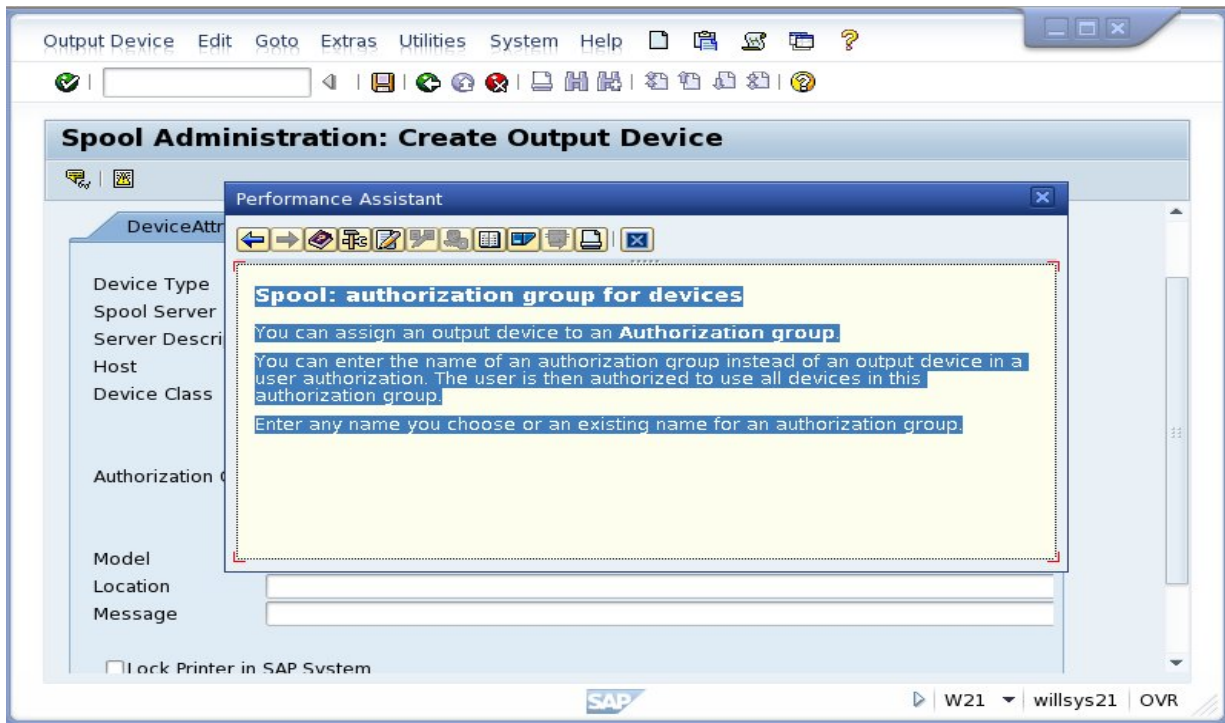 Output Device Edit Goto Extras Utilities System Help
Spool Administration: Create Output Device
Performance Assistant
DeviceAttr
Device Type
Spool Server
Server Descri
Host
Device Class
Authorization
Spool: authorization group for devices
You can assign an output device to an Authorization group.
You can enter the name of an authorization group instead of an output device in a
user authorization. The user is then authorized to use all devices in this
authorization group.
Enter any name you choose or an existing name for an authorization group.
Model
Location
Message
Lock Printer in SAP System
SAP W21 willsys21 OVR